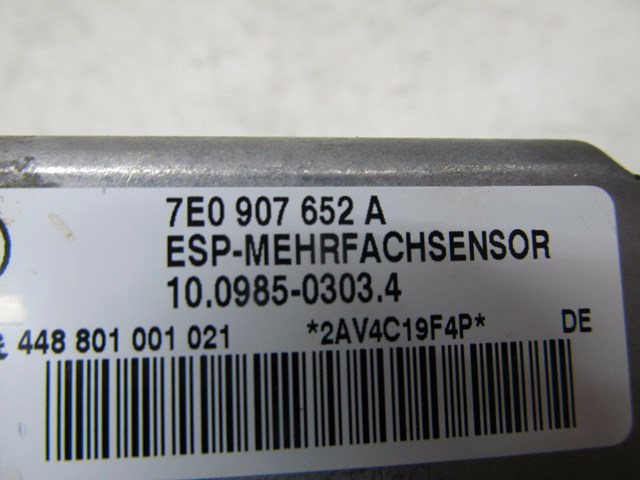 7E0 907 652 A
ESP-MEHRFACHSENSOR
10.0985-0303.4
448 801 001 021 *2AV4C19F4P* DE